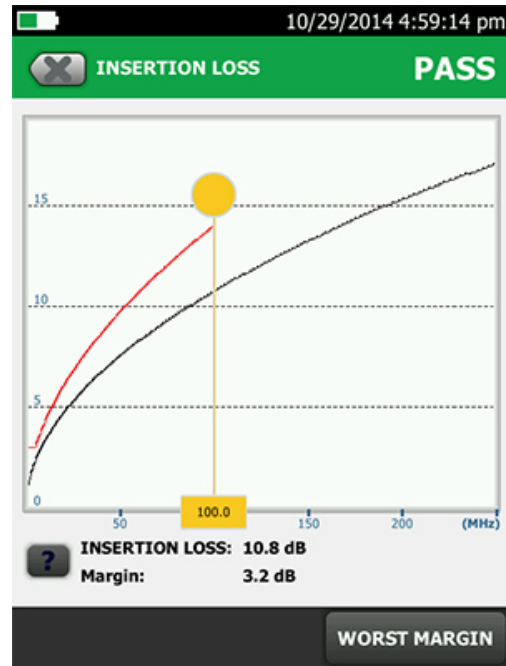 10/29/2014 4:59:14 pm
INSERTION LOSS PASS
15
10
5
0
50 100.0 150 200 (MHz)
? INSERTION LOSS: 10.8 dB
Margin: 3.2 dB
WORST MARGIN